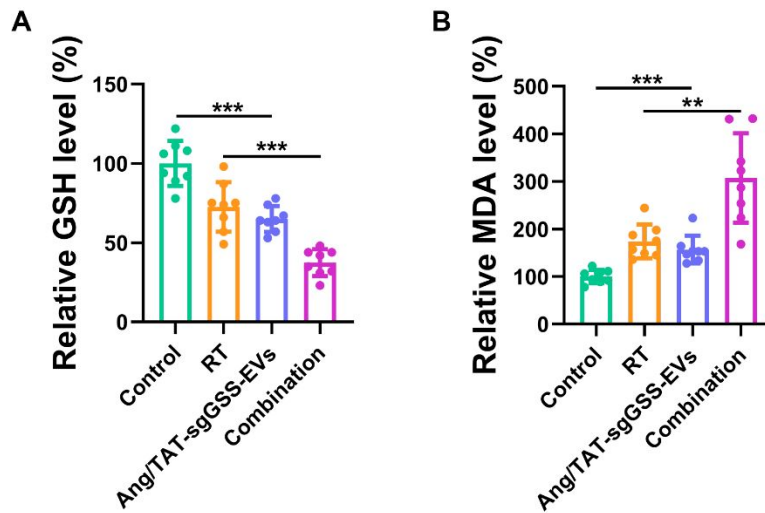 A
Relative GSH level (%)
150
100
50
0
***
***
Control
RT
Ang/TAT-sgGSS-EVs
Combination
B
Relative MDA level (%)
500
400
300
200
100
0
***
**
Control
RT
Ang/TAT-sgGSS-EVs
Combination